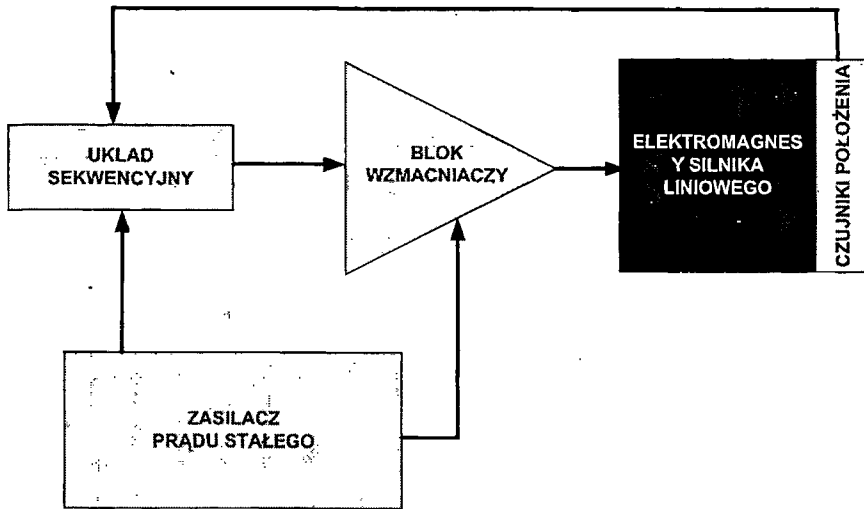 UKLAD
SEKWENCYJNY
BLOK
WZMACNIACZY
ELEKTROMAGNES
Y SILNIKA
LINIOWEGO
CZUJNIKI POŁOŻENIA
ZASILACZ
PRĄDU STAŁEGO